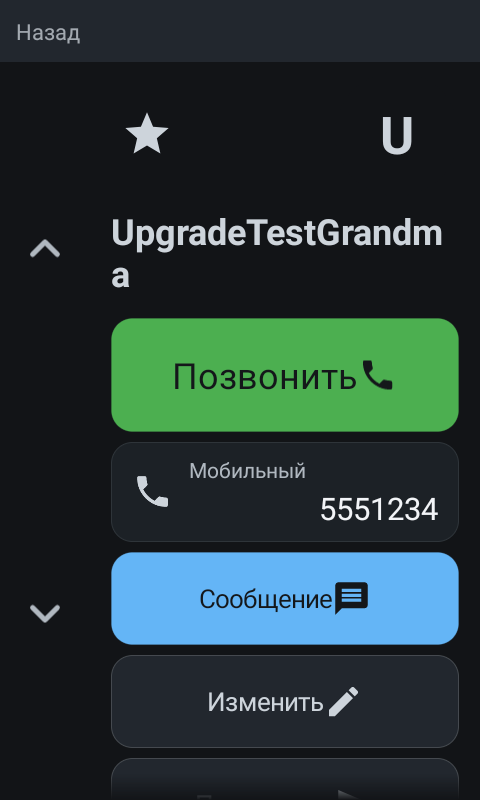 Назад
U
UpgradeTestGrandm
a
Позвонить
Мобильный
5551234
Сообщение
Изменить